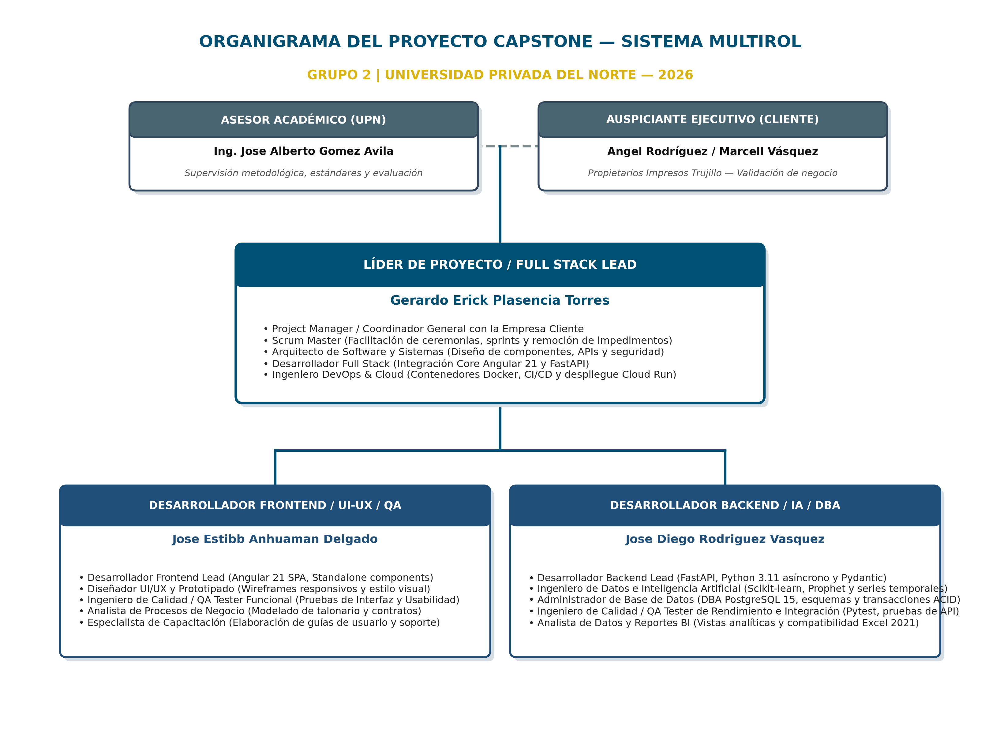 ORGANIGRAMA DEL PROYECTO CAPSTONE — SISTEMA MULTIROL
GRUPO 2 | UNIVERSIDAD PRIVADA DEL NORTE — 2026
ASESOR ACADÉMICO (UPN)
Ing. Jose Alberto Gomez Avila
Supervisión metodológica, estándares y evaluación
AUSPICIANTE EJECUTIVO (CLIENTE)
Angel Rodríguez / Marcell Vásquez
Propietarios Impresos Trujillo — Validación de negocio
LÍDER DE PROYECTO / FULL STACK LEAD
Gerardo Erick Plasencia Torres
• Project Manager / Coordinador General con la Empresa Cliente
• Scrum Master (Facilitación de ceremonias, sprints y remoción de impedimentos)
• Arquitecto de Software y Sistemas (Diseño de componentes, APIs y seguridad)
• Desarrollador Full Stack (Integración Core Angular 21 y FastAPI)
• Ingeniero DevOps & Cloud (Contenedores Docker, CI/CD y despliegue Cloud Run)
DESARROLLADOR FRONTEND / UI-UX / QA
Jose Estibb Anhuaman Delgado
• Desarrollador Frontend Lead (Angular 21 SPA, Standalone components)
• Diseñador UI/UX y Prototipado (Wireframes responsivos y estilo visual)
• Ingeniero de Calidad / QA Tester Funcional (Pruebas de Interfaz y Usabilidad)
• Analista de Procesos de Negocio (Modelado de talonario y contratos)
• Especialista de Capacitación (Elaboración de guías de usuario y soporte)
DESARROLLADOR BACKEND / IA / DBA
Jose Diego Rodriguez Vasquez
• Desarrollador Backend Lead (FastAPI, Python 3.11 asíncrono y Pydantic)
• Ingeniero de Datos e Inteligencia Artificial (Scikit-learn, Prophet y series temporales)
• Administrador de Base de Datos (DBA PostgreSQL 15, esquemas y transacciones ACID)
• Ingeniero de Calidad / QA Tester de Rendimiento e Integración (Pytest, pruebas de API)
• Analista de Datos y Reportes BI (Vistas analíticas y compatibilidad Excel 2021)